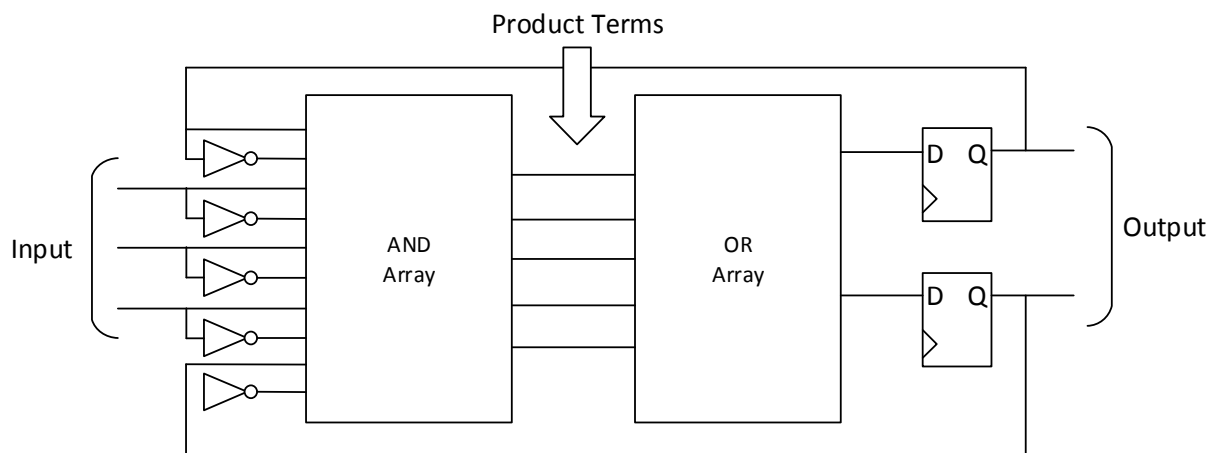 Product Terms
Input
AND
Array
OR
Array
D Q
D Q
Output